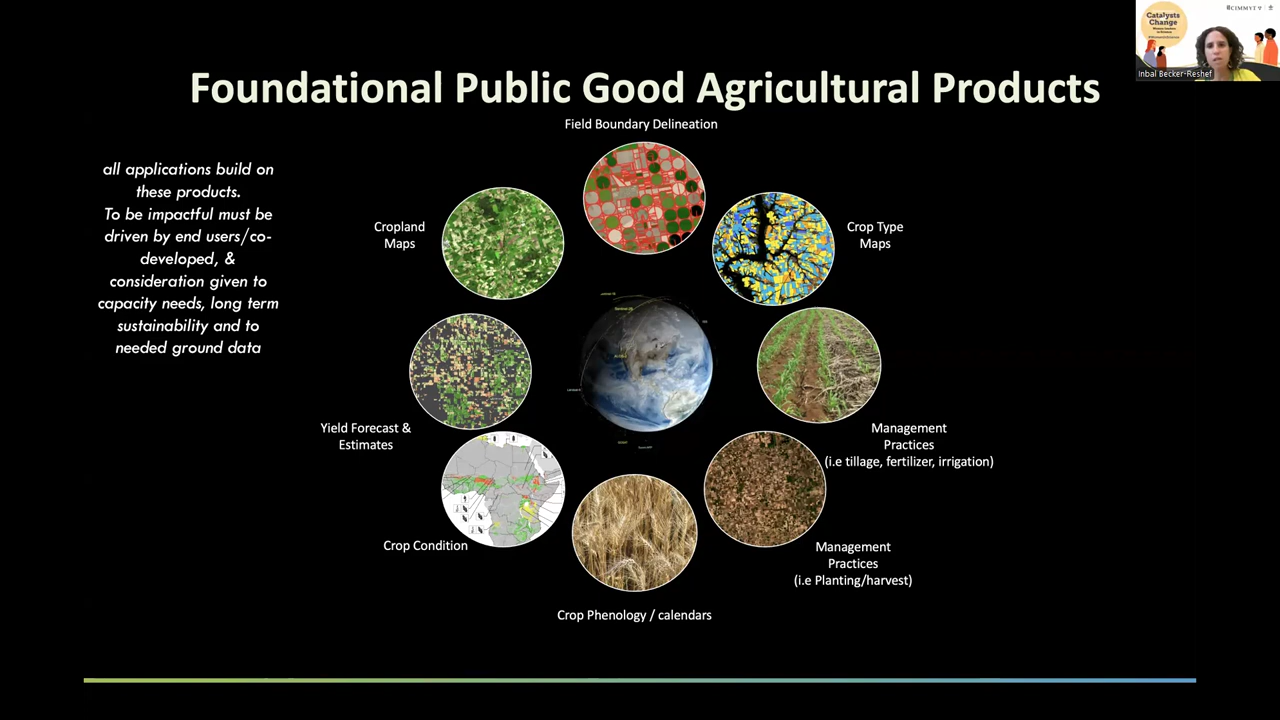 Catalysts
Change
CIMMYT
Inbal Becker-Reshef
Foundational Public Good Agricultural Products
Field Boundary Delineation
all applications build on
these products.
To be impactful must be
driven by end users/co-
developed, &
consideration given to
capacity needs, long term
sustainability and to
needed ground data
Cropland
Maps
Crop Type
Maps
Yield Forecast &
Estimates
Management
Practices
(i.e tillage, fertilizer, irrigation)
Crop Condition
Management
Practices
(i.e Planting/harvest)
Crop Phenology / calendars